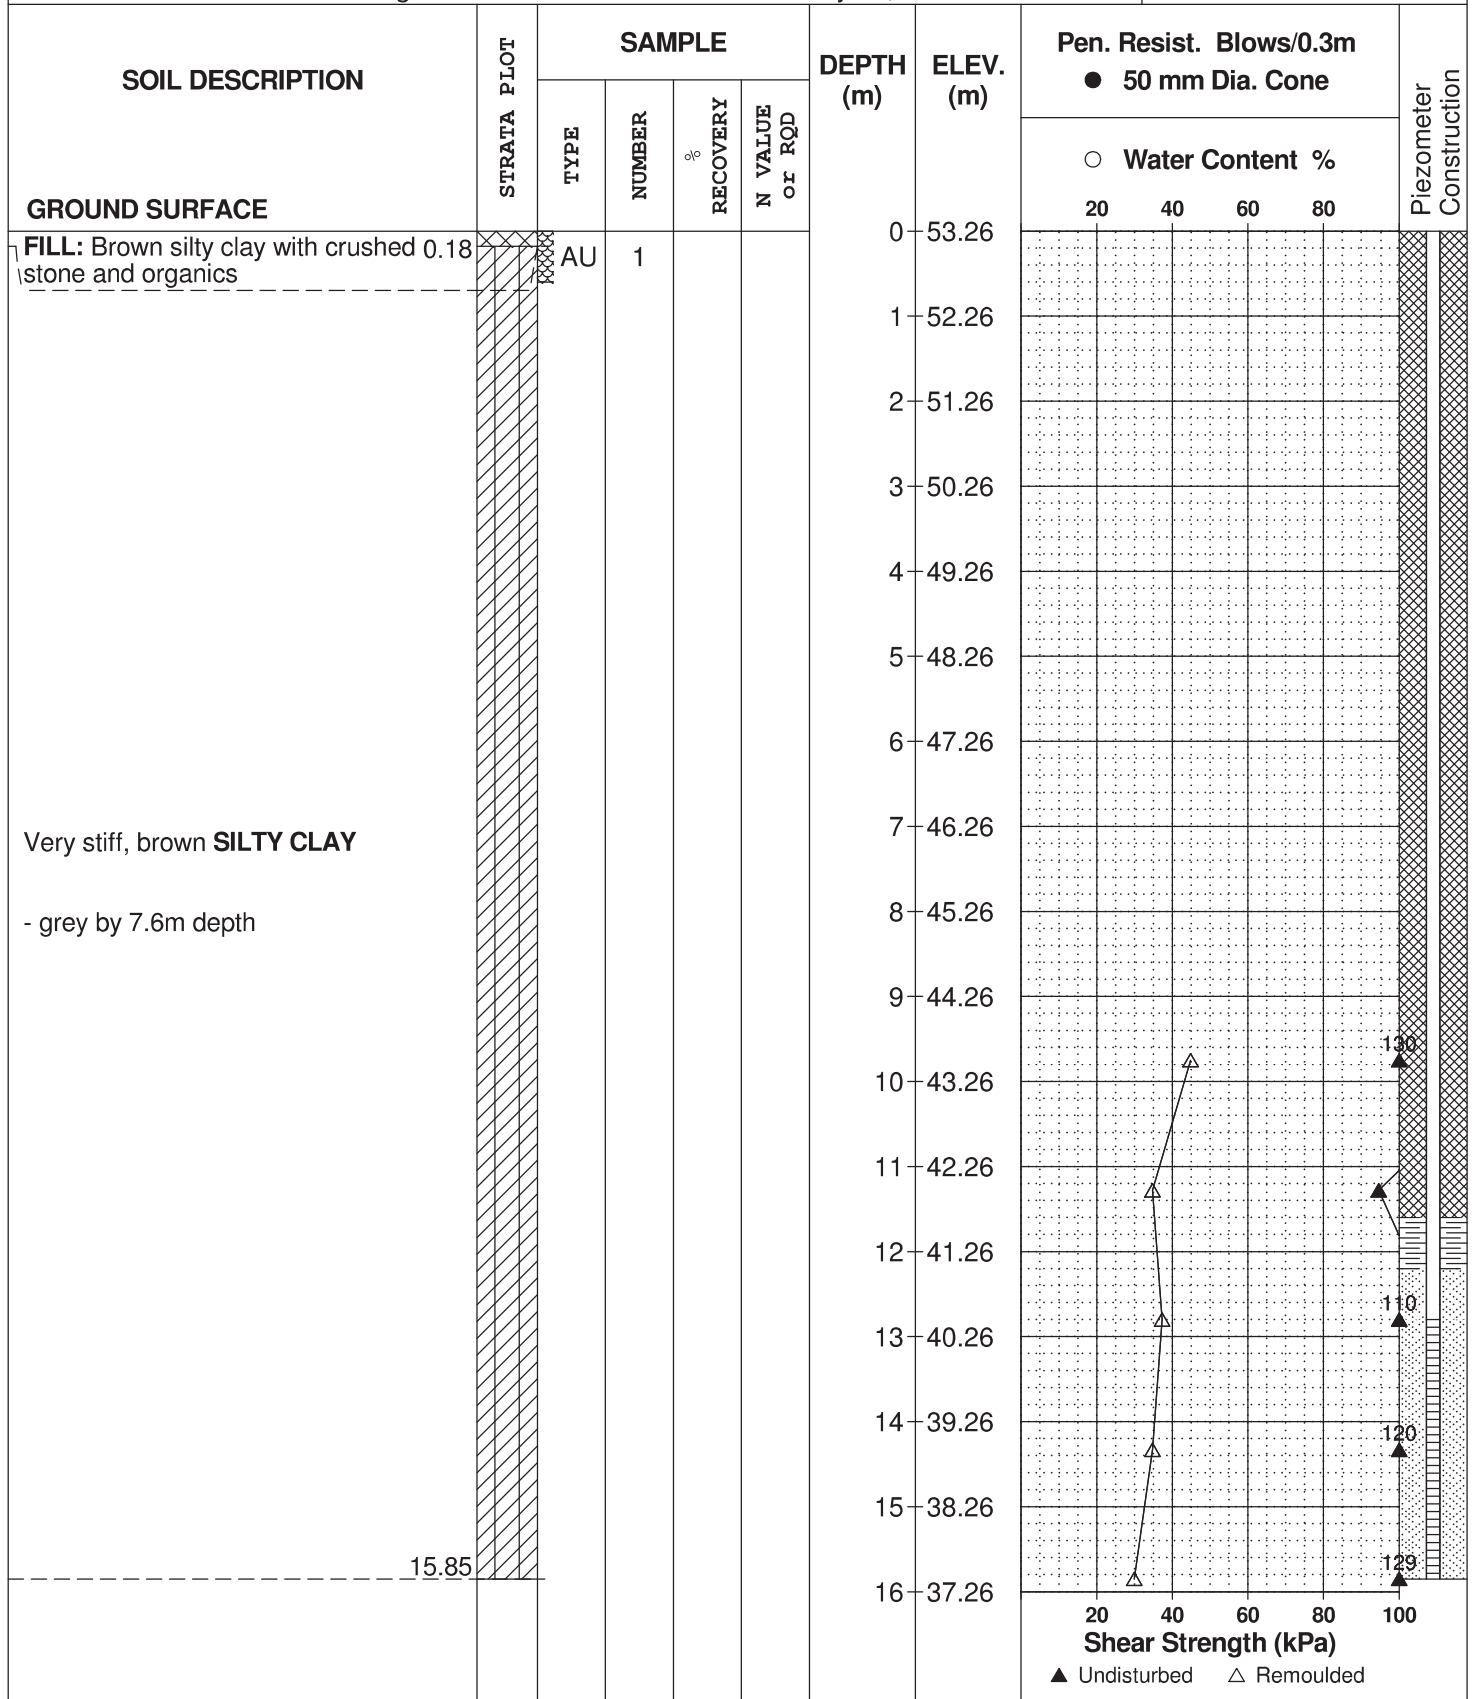 SOIL DESCRIPTION
GROUND SURFACE
STRATA PLOT
SAMPLE
TYPE
NUMBER
%
RECOVERY
N VALUE
or RQD
DEPTH
(m)
ELEV.
(m)
Pen. Resist. Blows/0.3m
● 50 mm Dia. Cone
○ Water Content %
20 40 60 80
Piezometer
Construction
FILL: Brown silty clay with crushed 0.18
stone and organics
AU 1
0 53.26
1 52.26
2 51.26
3 50.26
4 49.26
5 48.26
6 47.26
7 46.26
Very stiff, brown SILTY CLAY
- grey by 7.6m depth
8 45.26
9 44.26
130
10 43.26
11 42.26
12 41.26
110
13 40.26
14 39.26
120
15 38.26
15.85
129
16 37.26
20 40 60 80 100
Shear Strength (kPa)
▲ Undisturbed △ Remoulded